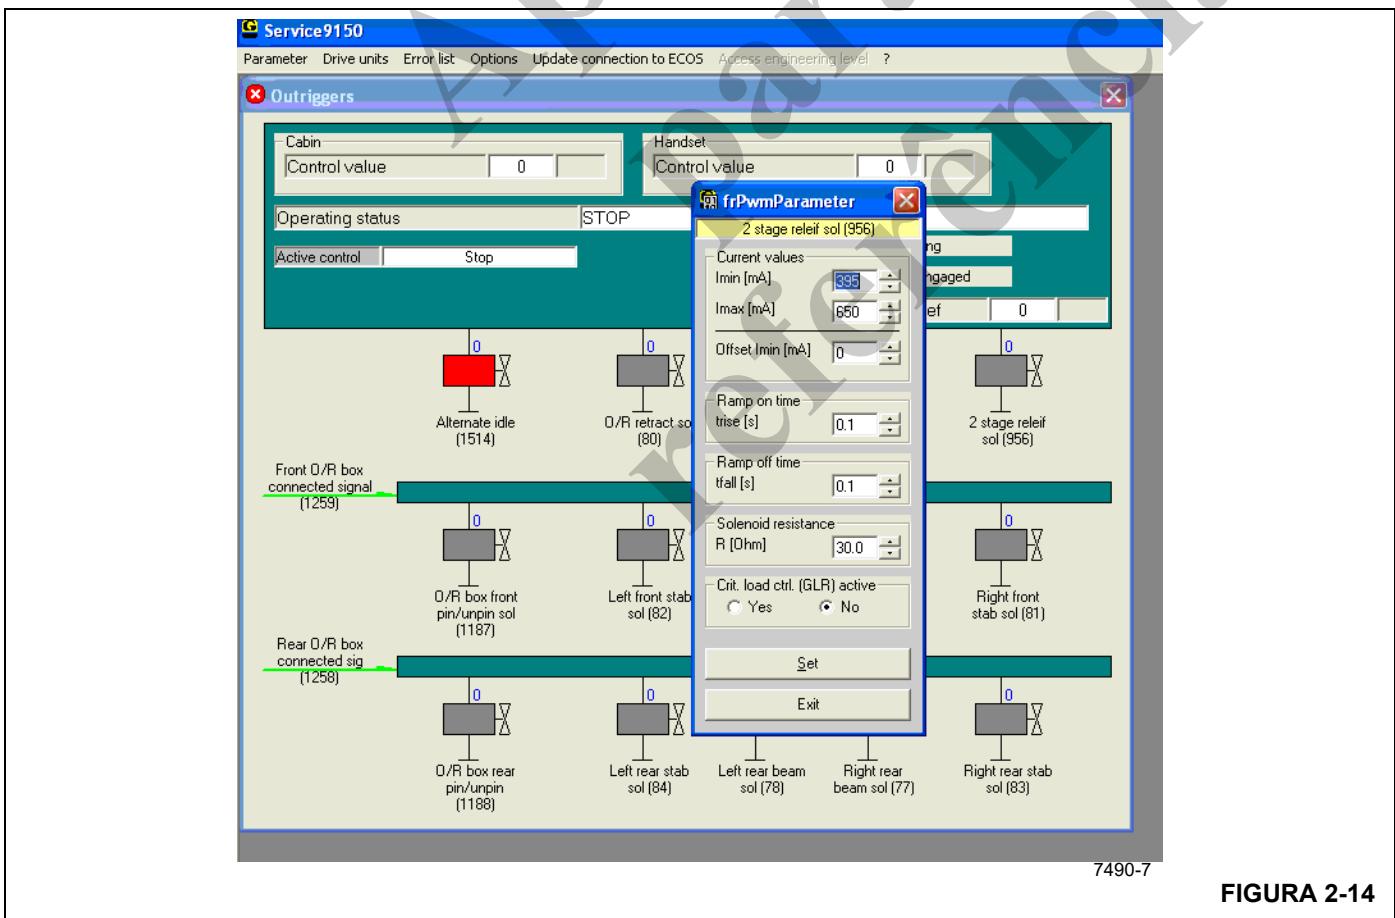 Service9150
Parameter Drive units Error list Options Update connection to ECOS Access engineering level ?
Outriggers
Cabin
Control value 0
Handset
Control value 0
Operating status STOP
Active control Stop
ng
ngaged
ef 0
frPwmParameter
2 stage releif sol (956)
Current values
Imin [mA] 395
Imax [mA] 650
Offset Imin [mA] 0
Ramp on time
trise [s] 0.1
Ramp off time
tfall [s] 0.1
Solenoid resistance
R [Ohm] 30.0
Crit. load ctrl. (GLR) active
Yes No
Set
Exit
0
Alternate idle
(1514)
0
O/R retract so
(80)
0
2 stage releif
sol (956)
Front O/R box
connected signal
(1259)
0
O/R box front
pin/unpin sol
(1187)
0
Left front stab
sol (82)
0
Right front
stab sol (81)
Rear O/R box
connected sig
(1258)
0
O/R box rear
pin/unpin
(1188)
0
Left rear stab
sol (84)
Left rear beam
sol (78)
Right rear
beam sol (77)
0
Right rear stab
sol (83)
7490-7
FIGURA 2-14
referência